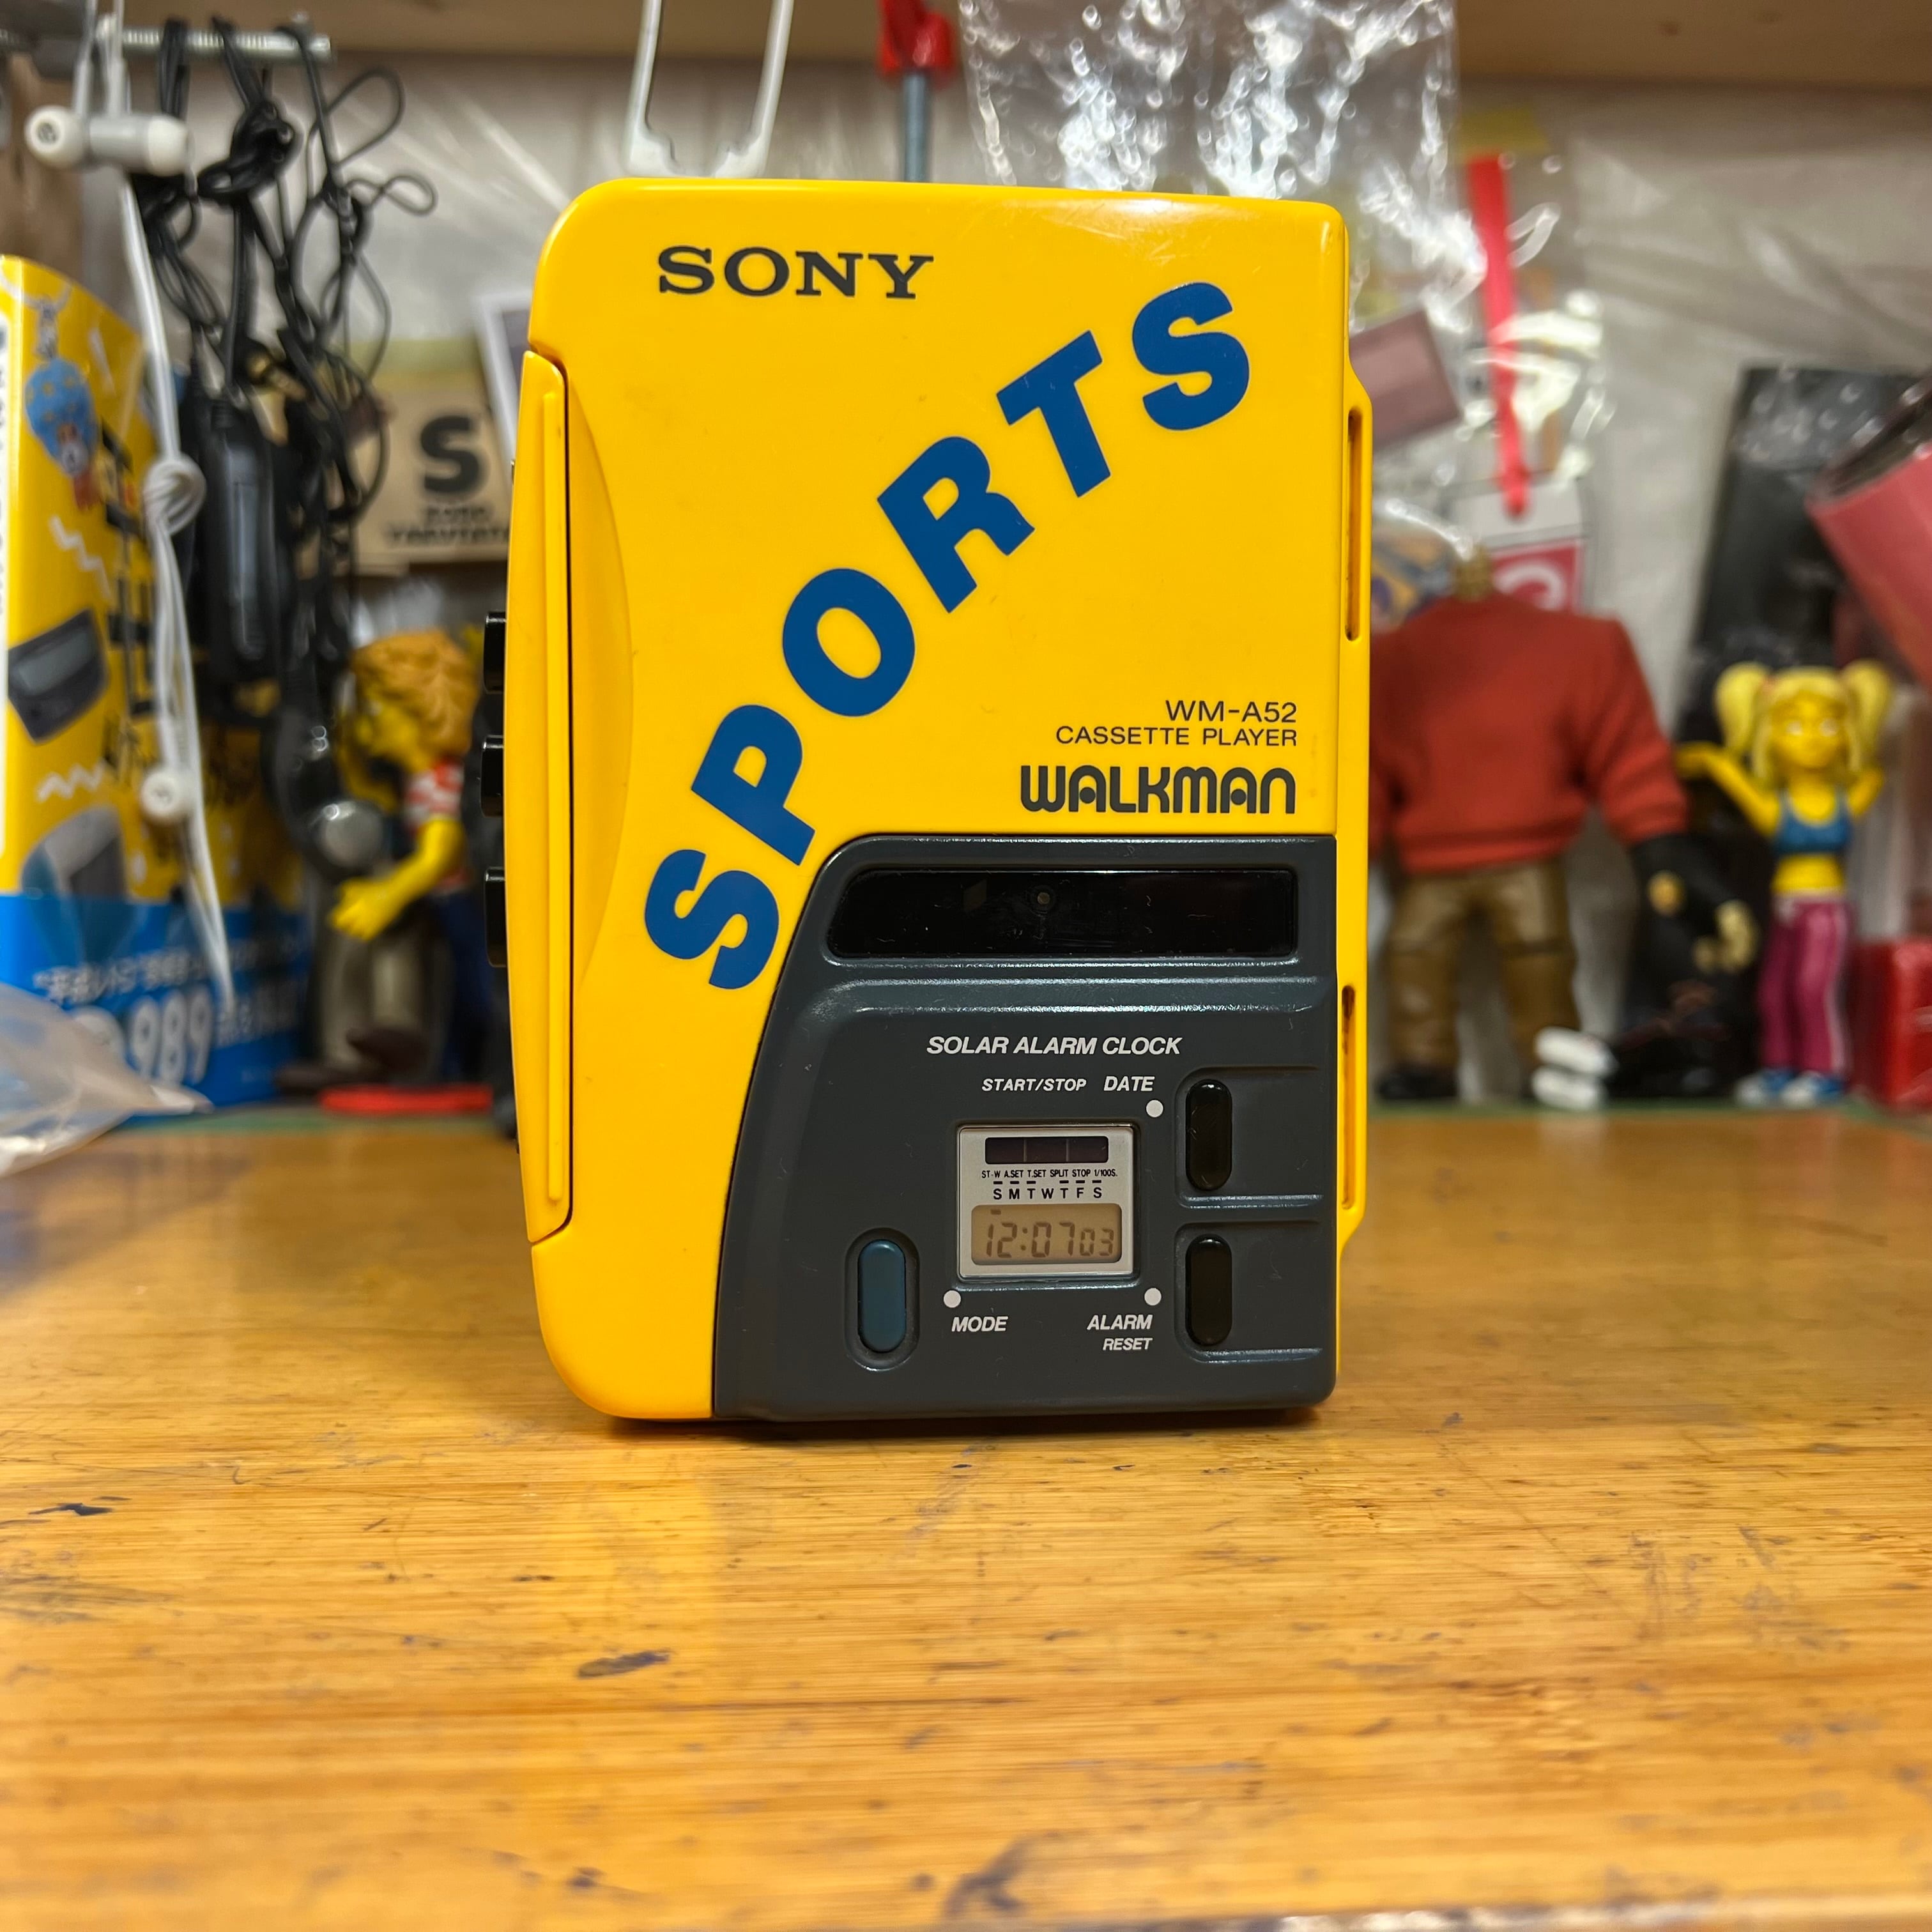 SONY
SPORTS
WM-A52
CASSETTE PLAYER
WALKMAN
SOLAR ALARM CLOCK
START/STOP DATE
ST-W A.SET T.SET SPLIT STOP 1/100S.
S M T W T F S
12:07 03
MODE
ALARM
RESET
S
989